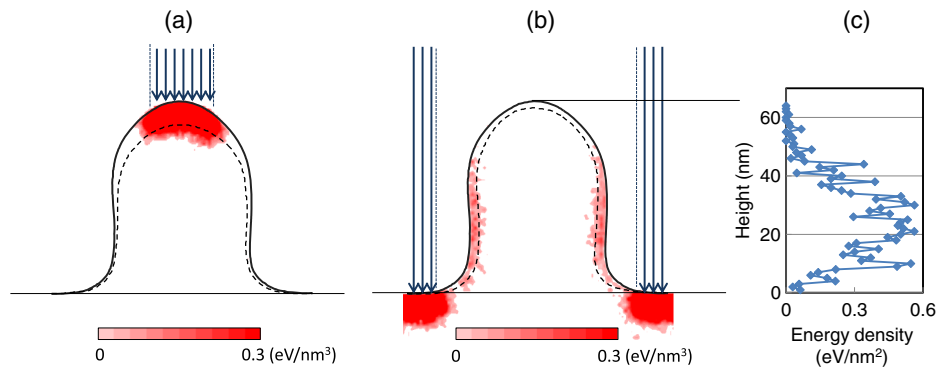 (a)
(b)
(c)
60
40
20
0
Height (nm)
0 0.3 0.6
Energy density
(eV/nm²)
0 0.3 (eV/nm³)
0 0.3 (eV/nm³)